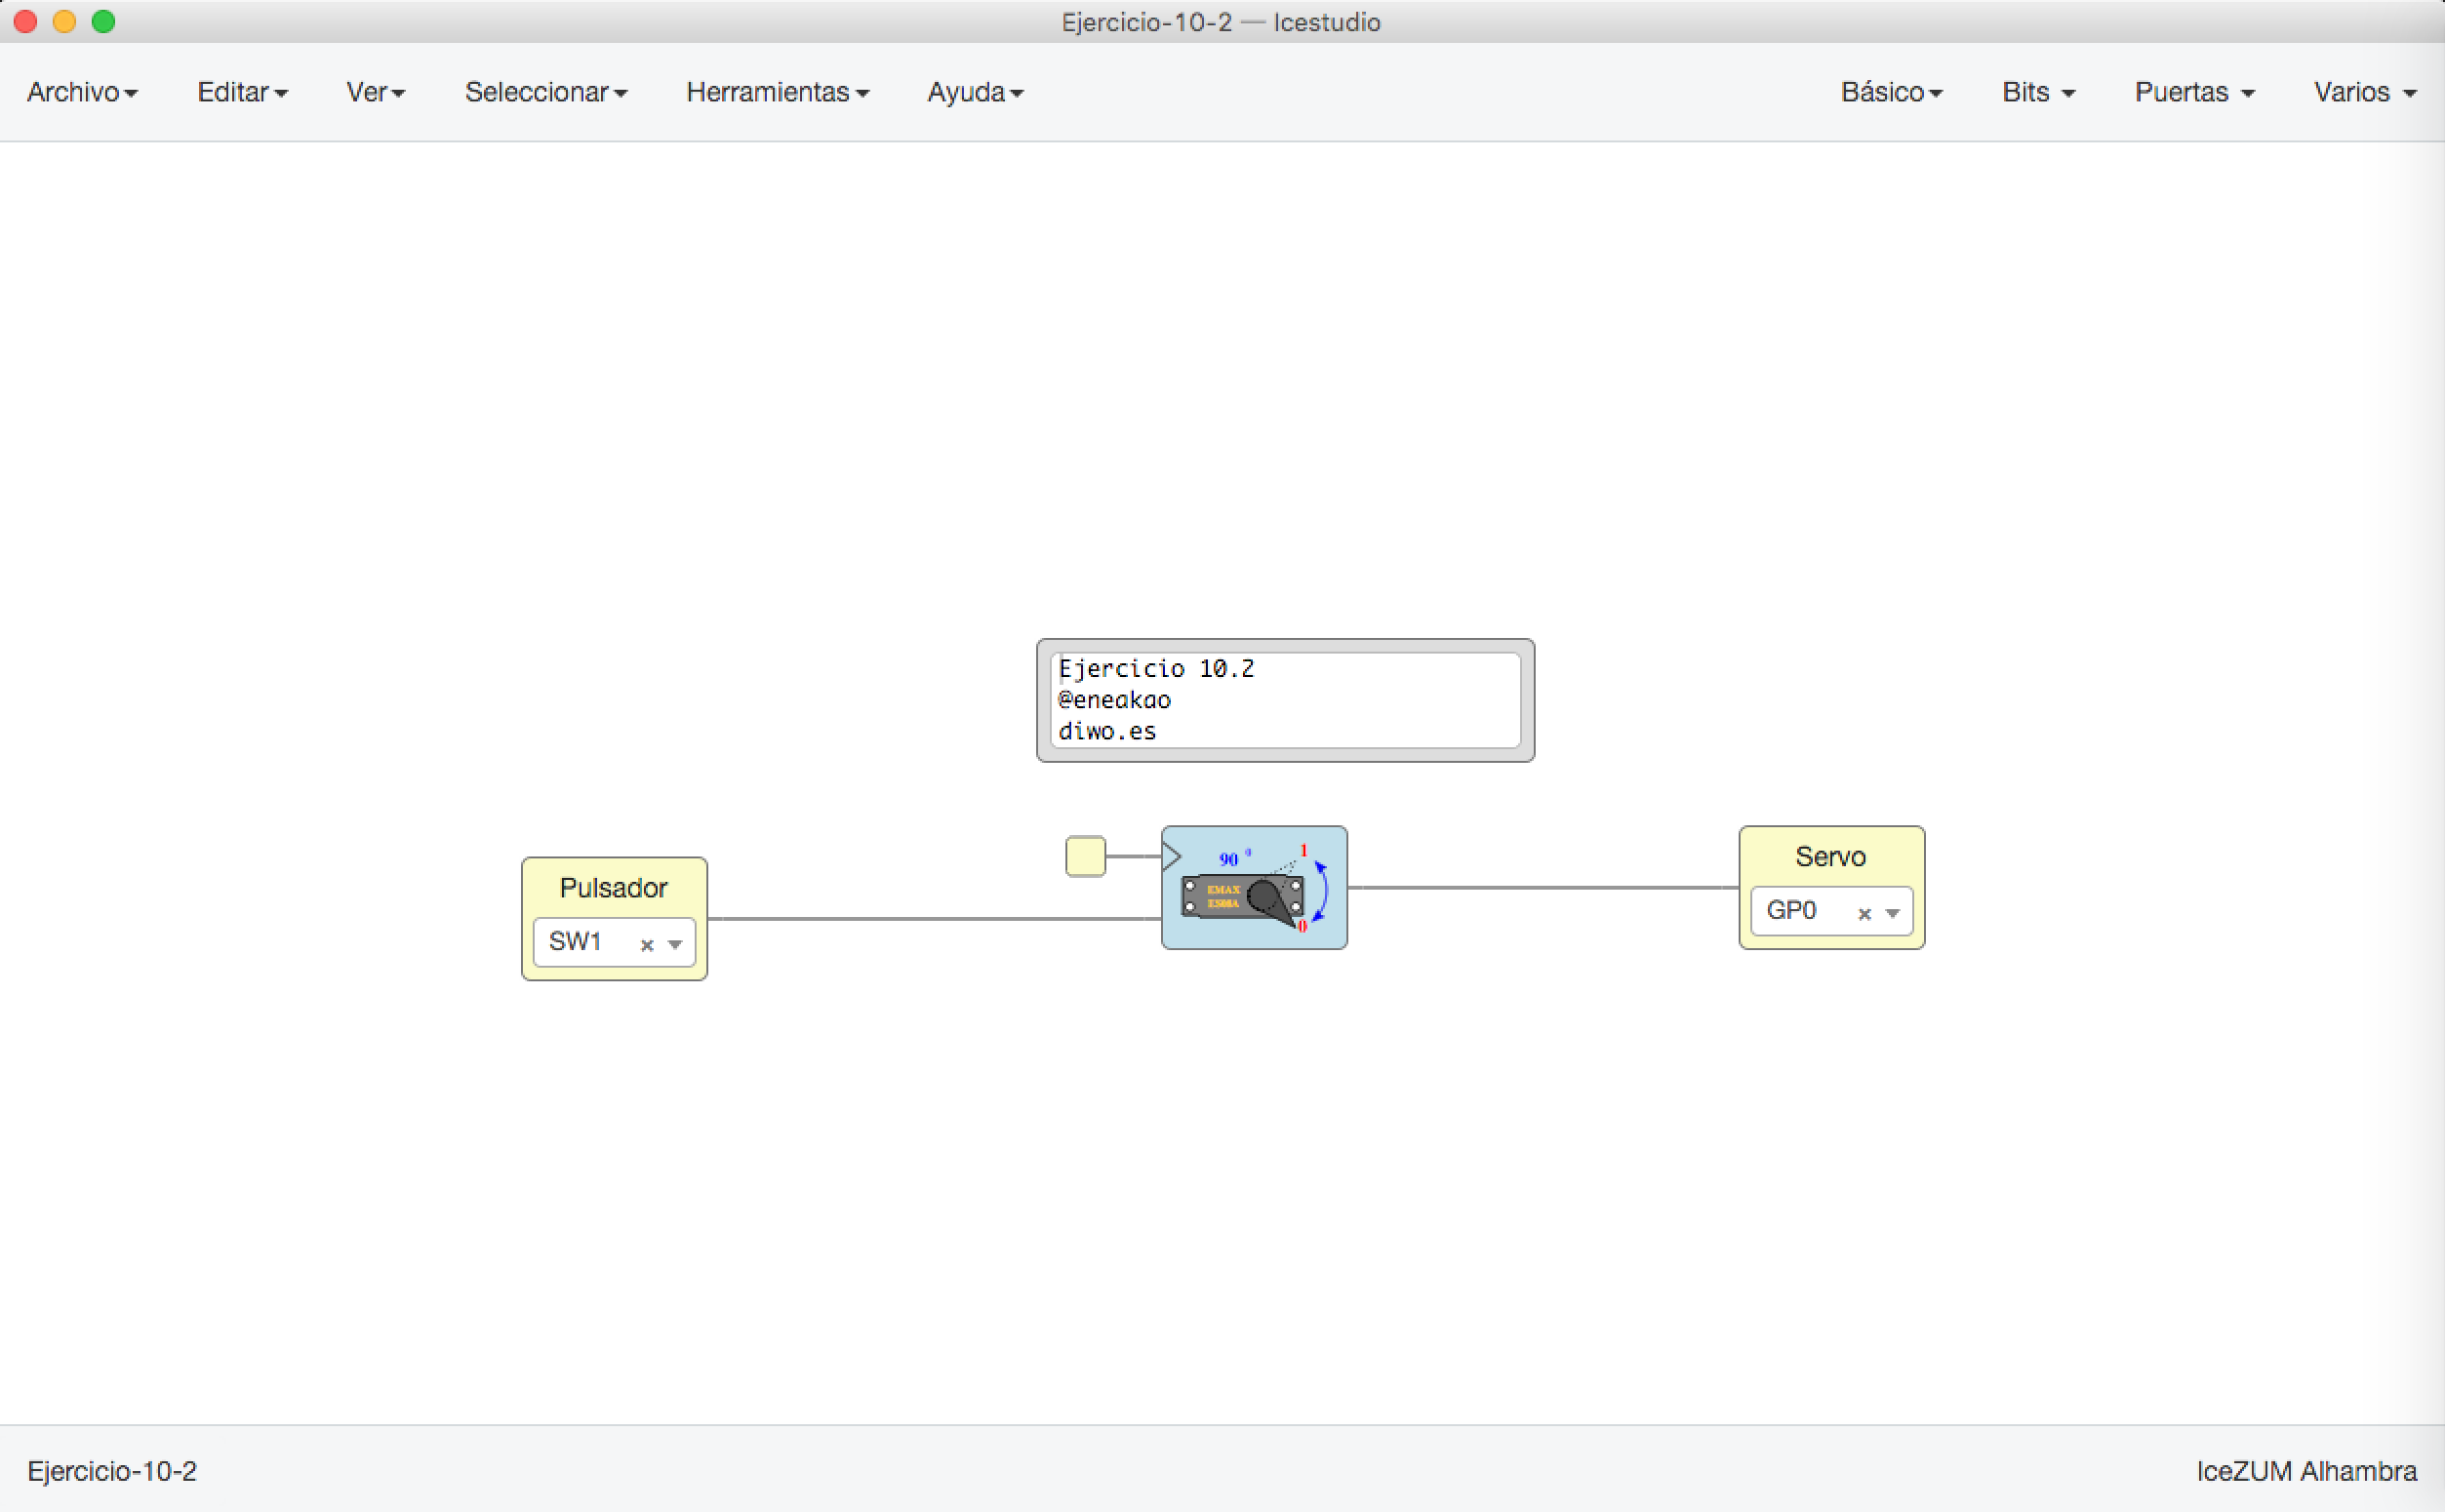 Ejercicio-10-2 — Icestudio
Archivo Editar Ver Seleccionar Herramientas Ayuda Básico Bits Puertas Varios
Ejercicio 10.2
@eneakao
diwo.es
Pulsador
SW1
90 º
1
EMAX
ES08A
0
Servo
GP0
Ejercicio-10-2
IceZUM Alhambra